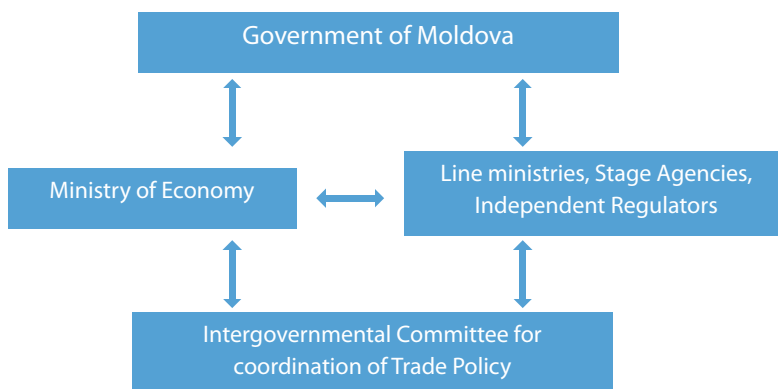 Government of Moldova
Ministry of Economy
Line ministries, Stage Agencies,
Independent Regulators
Intergovernmental Committee for
coordination of Trade Policy